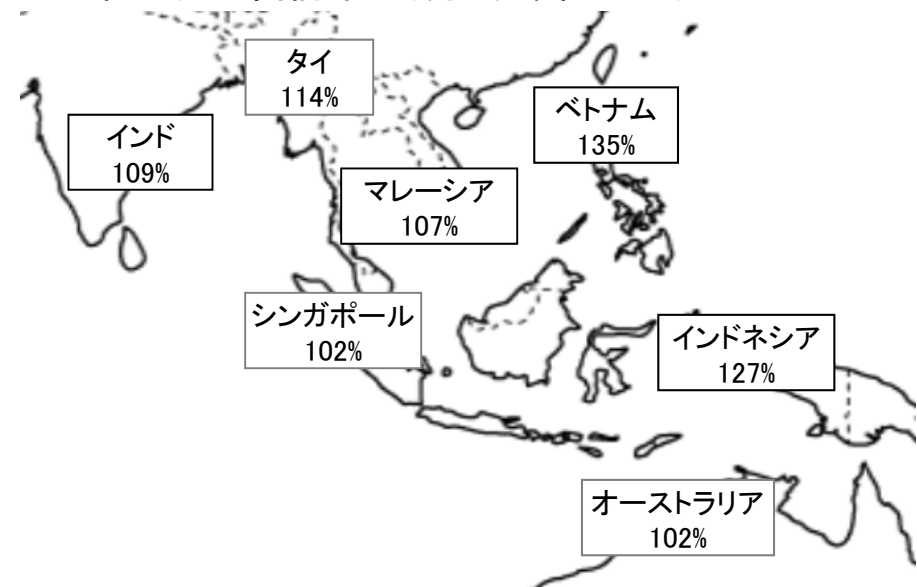 タイ
114%
ベトナム
135%
インド
109%
マレーシア
107%
シンガポール
102%
インドネシア
127%
オーストラリア
102%